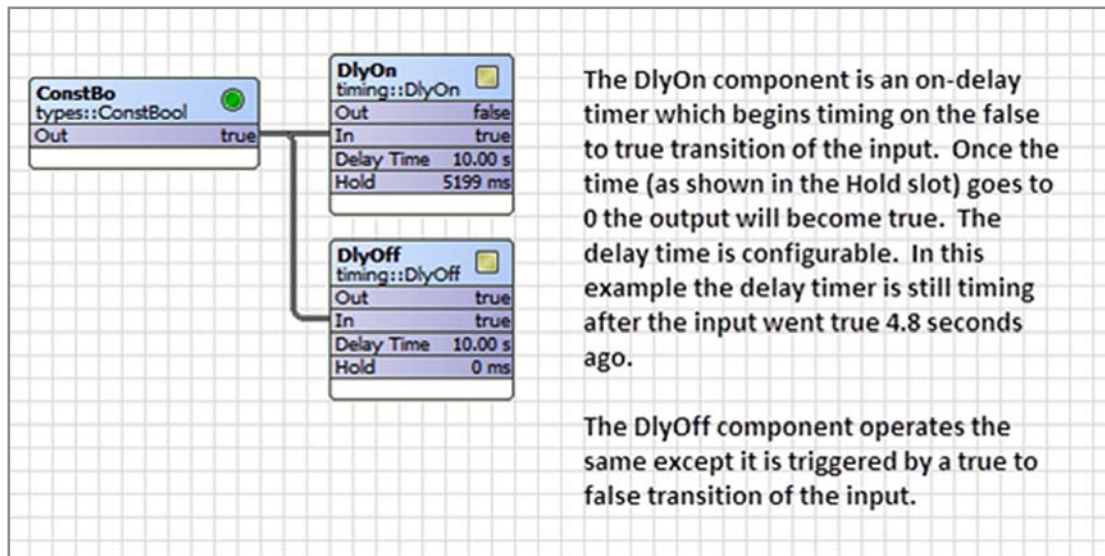 ConstBo
types::ConstBool
Out true
DlyOn
timing::DlyOn
Out false
In true
Delay Time 10.00 s
Hold 5199 ms
DlyOff
timing::DlyOff
Out true
In true
Delay Time 10.00 s
Hold 0 ms
The DlyOn component is an on-delay
timer which begins timing on the false
to true transition of the input. Once the
time (as shown in the Hold slot) goes to
0 the output will become true. The
delay time is configurable. In this
example the delay timer is still timing
after the input went true 4.8 seconds
ago.
The DlyOff component operates the
same except it is triggered by a true to
false transition of the input.